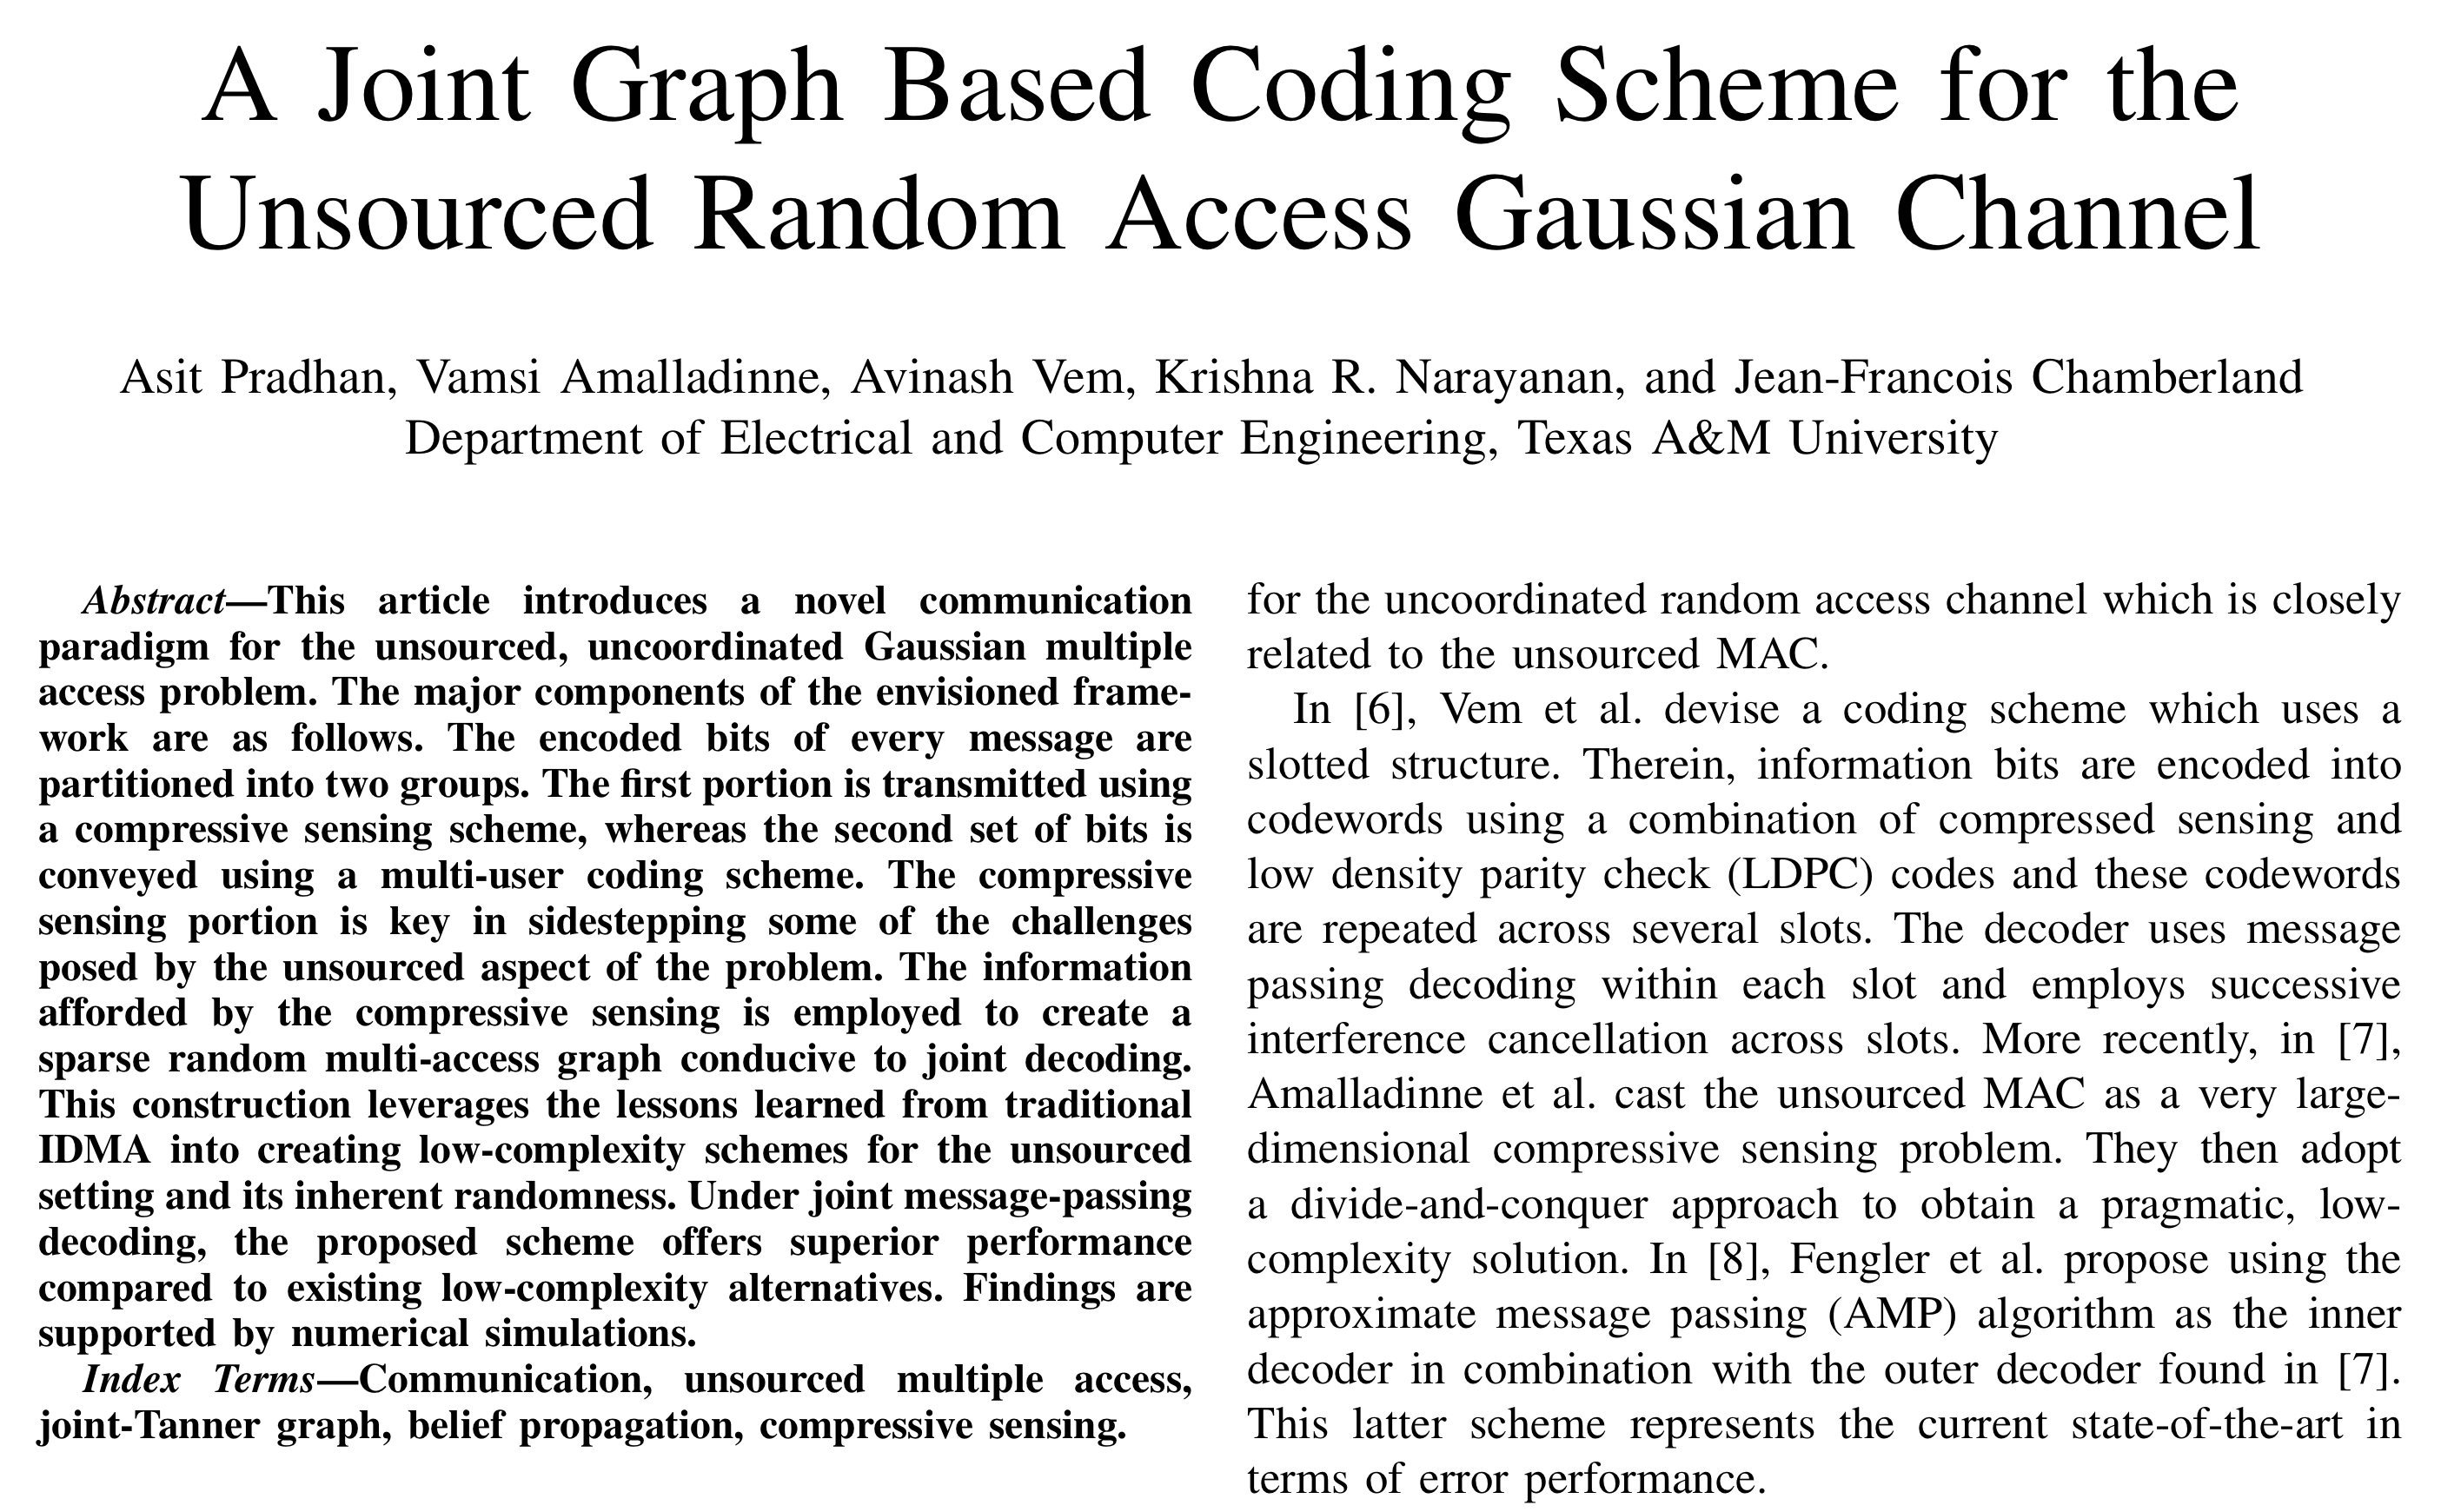 A Joint Graph Based Coding Scheme for the
Unsourced Random Access Gaussian Channel
Asit Pradhan, Vamsi Amalladinne, Avinash Vem, Krishna R. Narayanan, and Jean-Francois Chamberland
Department of Electrical and Computer Engineering, Texas A&M University
Abstract—This article introduces a novel communication
paradigm for the unsourced, uncoordinated Gaussian multiple
access problem. The major components of the envisioned frame-
work are as follows. The encoded bits of every message are
partitioned into two groups. The first portion is transmitted using
a compressive sensing scheme, whereas the second set of bits is
conveyed using a multi-user coding scheme. The compressive
sensing portion is key in sidestepping some of the challenges
posed by the unsourced aspect of the problem. The information
afforded by the compressive sensing is employed to create a
sparse random multi-access graph conducive to joint decoding.
This construction leverages the lessons learned from traditional
IDMA into creating low-complexity schemes for the unsourced
setting and its inherent randomness. Under joint message-passing
decoding, the proposed scheme offers superior performance
compared to existing low-complexity alternatives. Findings are
supported by numerical simulations.
Index Terms—Communication, unsourced multiple access,
joint-Tanner graph, belief propagation, compressive sensing.
for the uncoordinated random access channel which is closely
related to the unsourced MAC.
In [6], Vem et al. devise a coding scheme which uses a
slotted structure. Therein, information bits are encoded into
codewords using a combination of compressed sensing and
low density parity check (LDPC) codes and these codewords
are repeated across several slots. The decoder uses message
passing decoding within each slot and employs successive
interference cancellation across slots. More recently, in [7],
Amalladinne et al. cast the unsourced MAC as a very large-
dimensional compressive sensing problem. They then adopt
a divide-and-conquer approach to obtain a pragmatic, low-
complexity solution. In [8], Fengler et al. propose using the
approximate message passing (AMP) algorithm as the inner
decoder in combination with the outer decoder found in [7].
This latter scheme represents the current state-of-the-art in
terms of error performance.